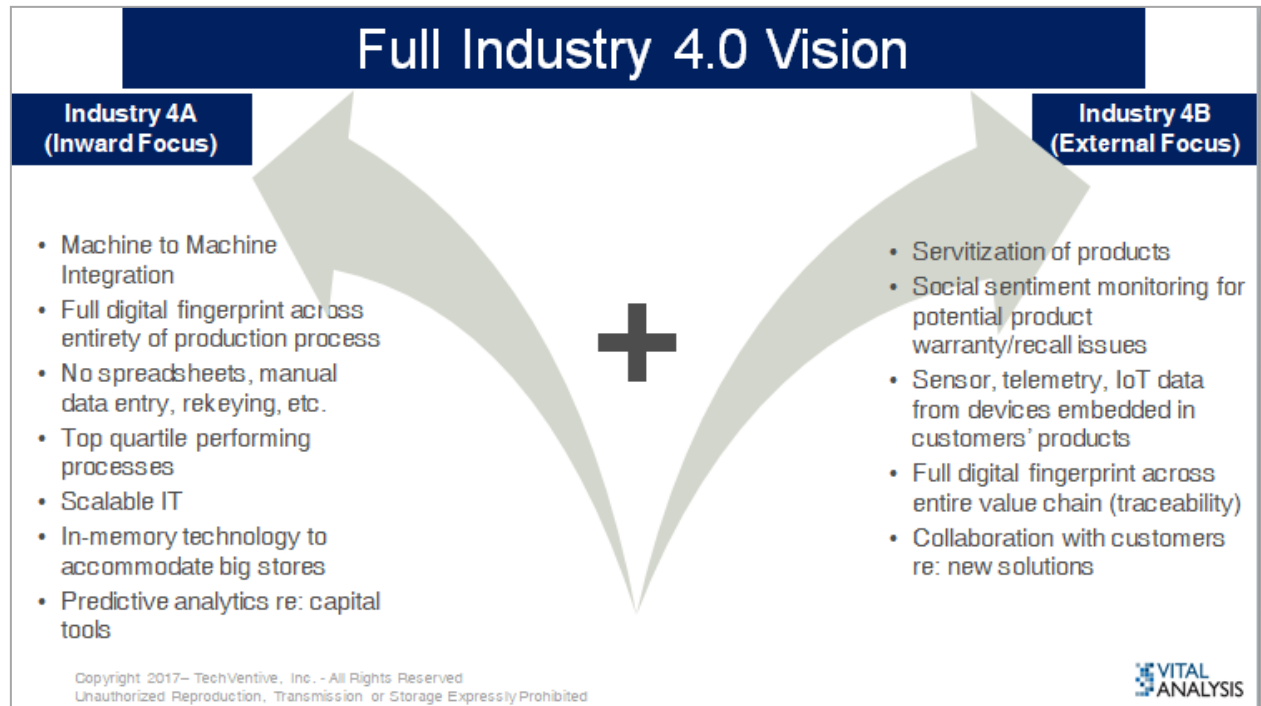 Full Industry 4.0 Vision
Industry 4A
(Inward Focus)
• Machine to Machine
Integration
• Full digital fingerprint across
entirety of production process
• No spreadsheets, manual
data entry, rekeying, etc.
• Top quartile performing
processes
• Scalable IT
• In-memory technology to
accommodate big stores
• Predictive analytics re: capital
tools
+
Industry 4B
(External Focus)
• Servitization of products
• Social sentiment monitoring for
potential product
warranty/recall issues
• Sensor, telemetry, IoT data
from devices embedded in
customers’ products
• Full digital fingerprint across
entire value chain (traceability)
• Collaboration with customers
re: new solutions
Copyright 2017– TechVentive, Inc. - All Rights Reserved
Unauthorized Reproduction, Transmission or Storage Expressly Prohibited
VITAL
ANALYSIS